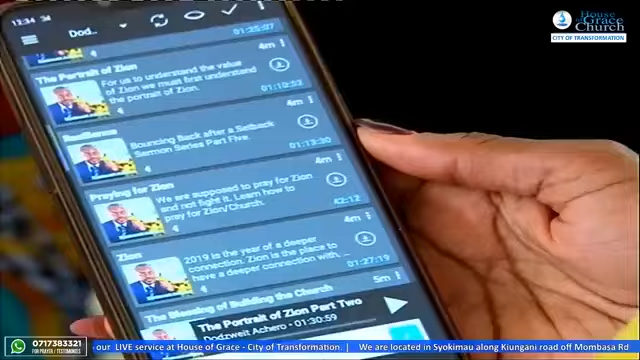 12:34
House
of Grace
Church
CITY OF TRANSFORMATION
Dod..
01:25:07
4m
The Portrait of Zion
For us to understand the value
of Zion we must first understand
the portrait of Zion.
01:10:53
4m
Resilience
Bouncing Back after a Setback
Sermon Series Part Five.
01:13:30
4m
Praying for Zion
We are supposed to pray for Zion
and not fight it. Learn how to
pray for Zion/Church.
42:12
4m
Zion
2019 is the year of a deeper
connection. Zion is the place to
have a deeper connection with...
01:27:19
5m
The Blessing of Building the Church
The Portrait of Zion Part Two
Dodzweit Achero • 01:30:59
0717383321
FOR PRAYER / TESTIMONIES
our LIVE service at House of Grace - City of Transformation. | We are located in Syokimau along Kiungani road off Mombasa Rd